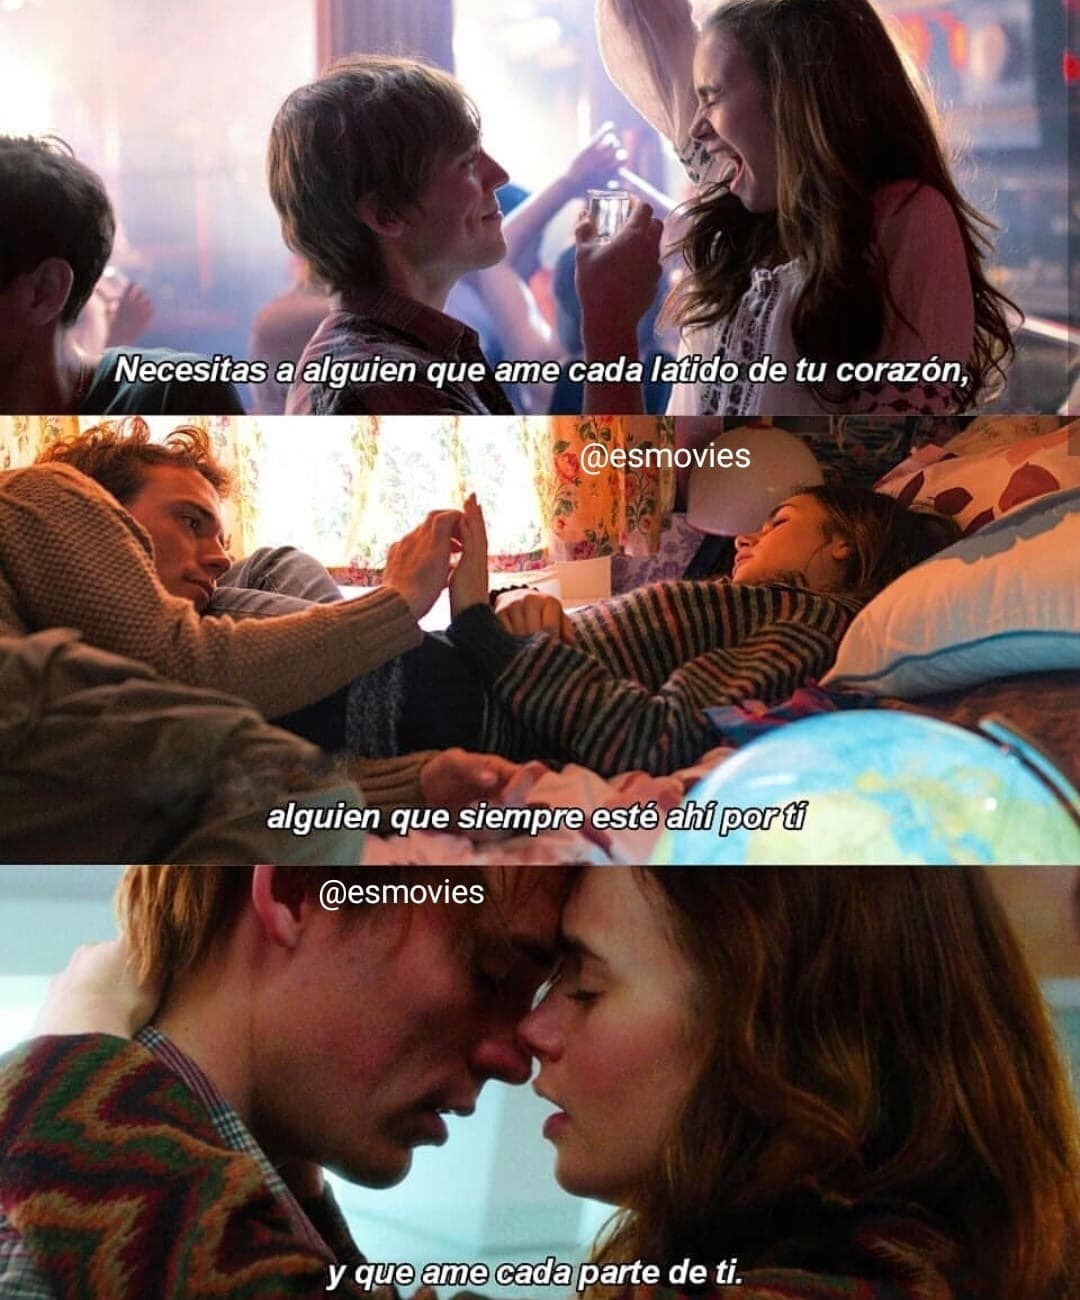 Necesitas a alguien que ame cada latido de tu corazón,
@esmovies
alguien que siempre esté ahí por tí
@esmovies
y que ame cada parte de ti.